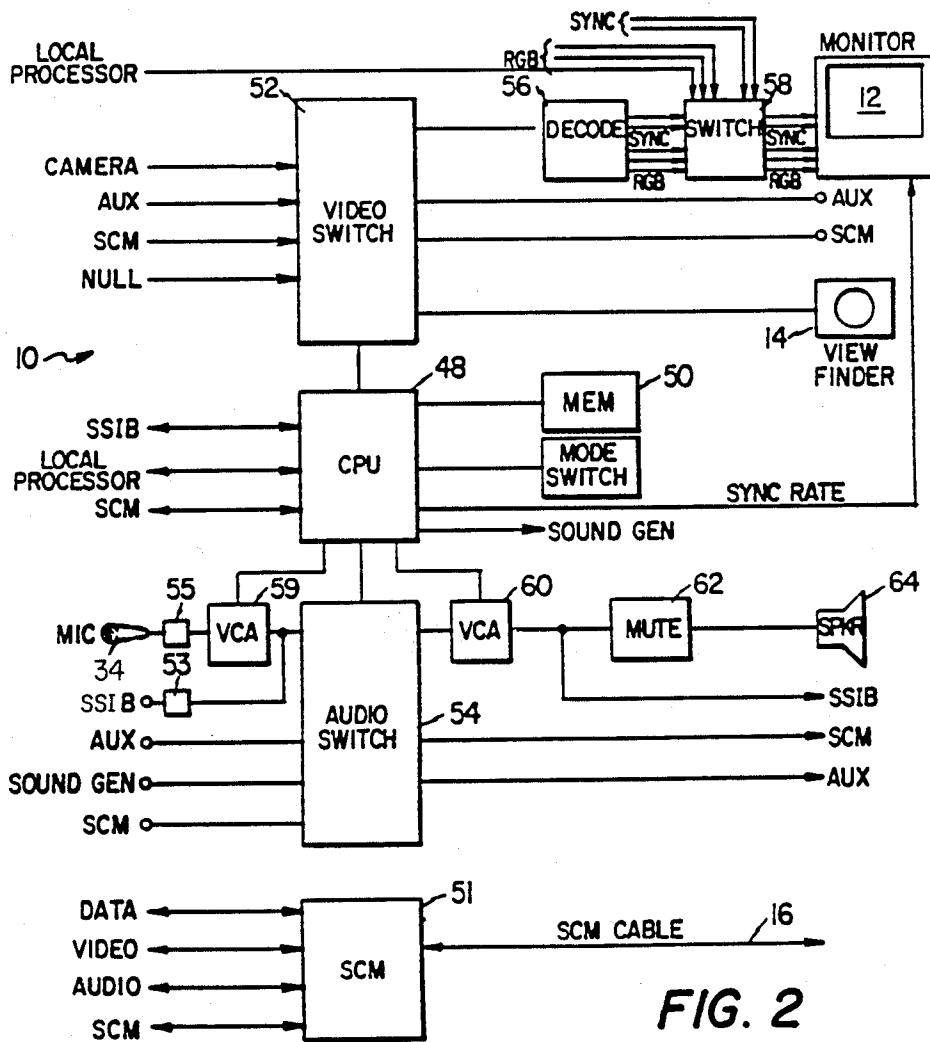 SYNC
LOCAL
PROCESSOR
RGB
MONITOR
52
56
58
12
DECODE
SWITCH
SYNC
SYNC
RGB
RGB
CAMERA
AUX
SCM
NULL
VIDEO
SWITCH
AUX
SCM
14
VIEW
FINDER
10
48
50
MEM
SSIB
LOCAL
PROCESSOR
SCM
CPU
MODE
SWITCH
SYNC RATE
SOUND GEN
55
59
60
62
64
MIC
34
VCA
VCA
MUTE
SPKR
53
SSIB
SSIB
AUX
AUDIO
SWITCH
54
SCM
SOUND GEN
AUX
SCM
51
DATA
VIDEO
AUDIO
SCM
SCM
SCM CABLE
16
FIG. 2